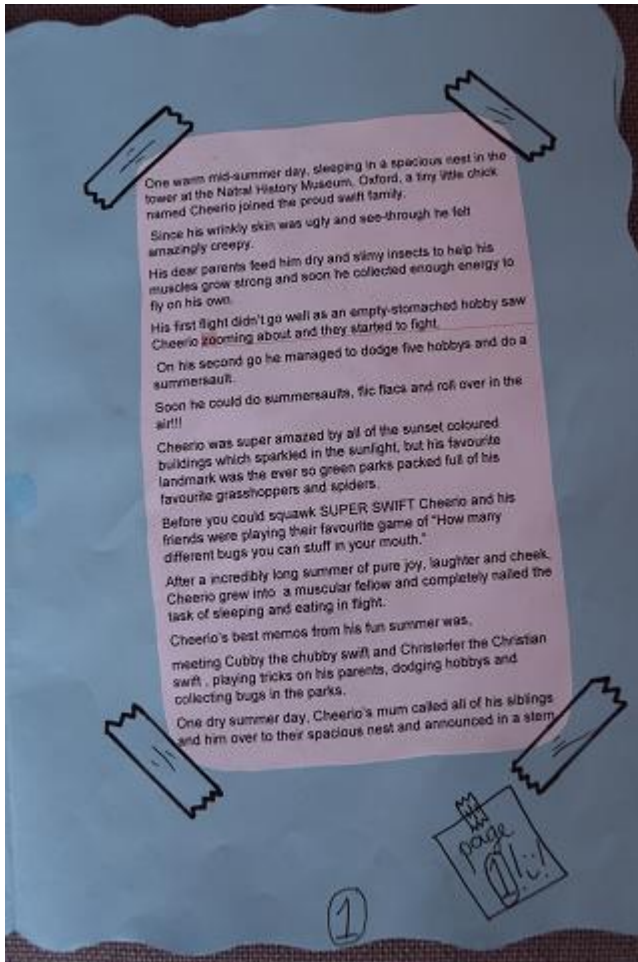 One warm mid-summer day, sleeping in a spacious nest in the
tower at the Natral History Museum, Oxford, a tiny little chick
named Cheerio joined the proud swift family.
Since his wrinkly skin was ugly and see-through he felt
amazingly creepy.
His dear parents feed him dry and slimy insects to help his
muscles grow strong and soon he collected enough energy to
fly on his own.
His first flight didn't go well as an empty-stomached hobby saw
Cheerio zooming about and they started to fight.
On his second go he managed to dodge five hobbys and do a
summersault.
Soon he could do summersaults, flic flacs and roll over in the
air!!!
Cheerio was super amazed by all of the sunset coloured
buildings which sparkled in the sunlight, but his favourite
landmark was the ever so green parks packed full of his
favourite grasshoppers and spiders.
Before you could squawk SUPER SWIFT Cheerio and his
friends were playing their favourite game of "How many
different bugs you can stuff in your mouth."
After a incredibly long summer of pure joy, laughter and cheek,
Cheerio grew into a muscular fellow and completely nailed the
task of sleeping and eating in flight.
Cheerio's best memos from his fun summer was,
meeting Cubby the chubby swift and Christerfer the Christian
swift , playing tricks on his parents, dodging hobbys and
collecting bugs in the parks.
One dry summer day, Cheerio's mum called all of his siblings
and him over to their spacious nest and announced in a stern
page
1!:)!
1